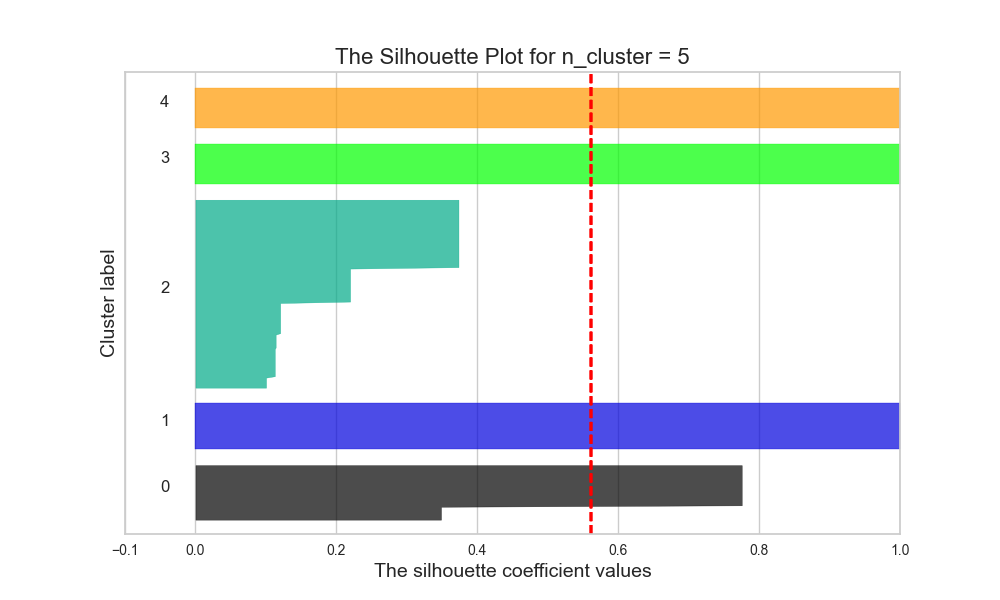 The Silhouette Plot for n_cluster = 5
Cluster label
4
3
2
1
0
-0.1 0.0 0.2 0.4 0.6 0.8 1.0
The silhouette coefficient values